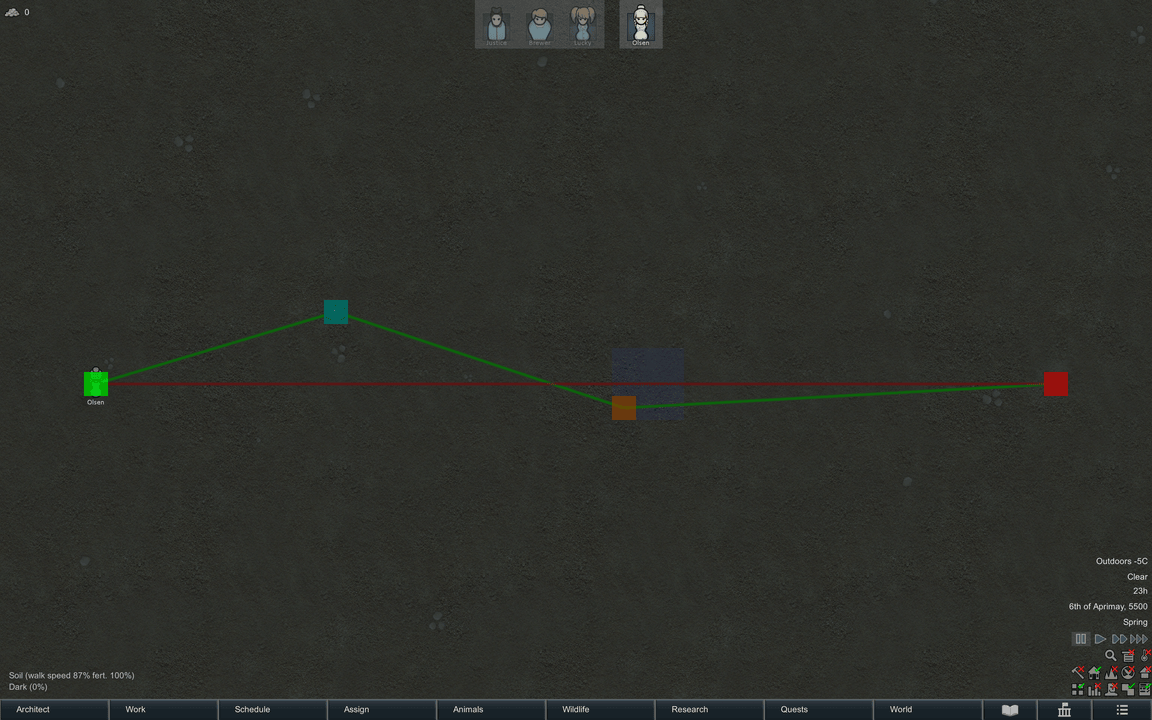 0
Justice
Brewer
Lucky
Olsen
Olsen
Outdoors -5C
Clear
23h
6th of Aprimay, 5500
Spring
Soil (walk speed 87% fert. 100%)
Dark (0%)
Architect
Work
Schedule
Assign
Animals
Wildlife
Research
Quests
World